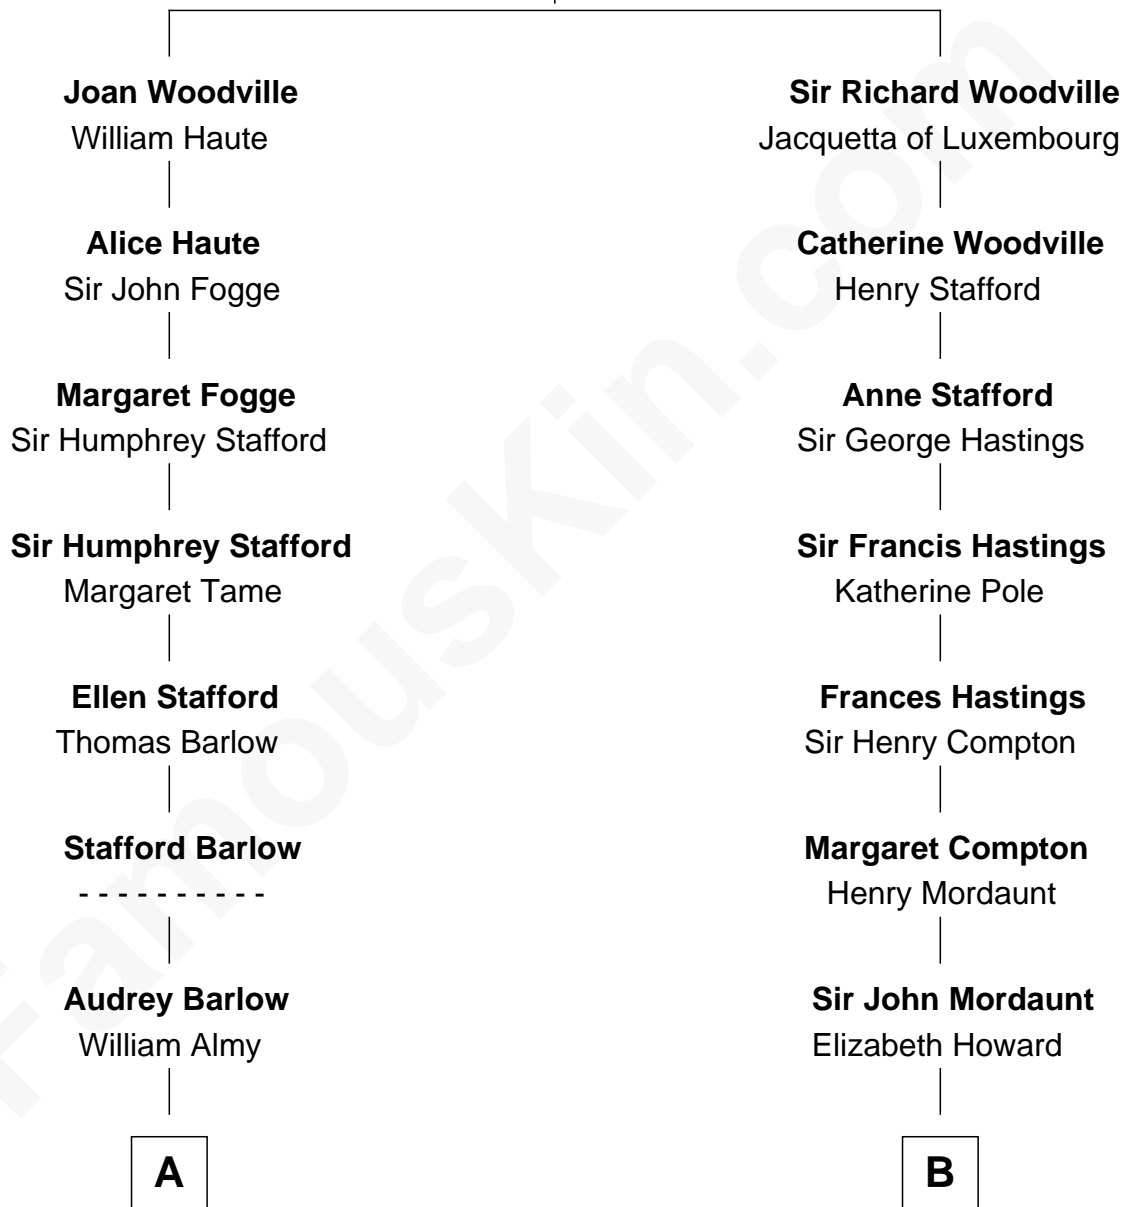 Joan Woodville
William Haute
Alice Haute
Sir John Fogge
Margaret Fogge
Sir Humphrey Stafford
Sir Humphrey Stafford
Margaret Tame
Ellen Stafford
Thomas Barlow
Stafford Barlow
- - - - - - - - - -
Audrey Barlow
William Almy
A
Sir Richard Woodville
Jacquetta of Luxembourg
Catherine Woodville
Henry Stafford
Anne Stafford
Sir George Hastings
Sir Francis Hastings
Katherine Pole
Frances Hastings
Sir Henry Compton
Margaret Compton
Henry Mordaunt
Sir John Mordaunt
Elizabeth Howard
B
FamousKin.com